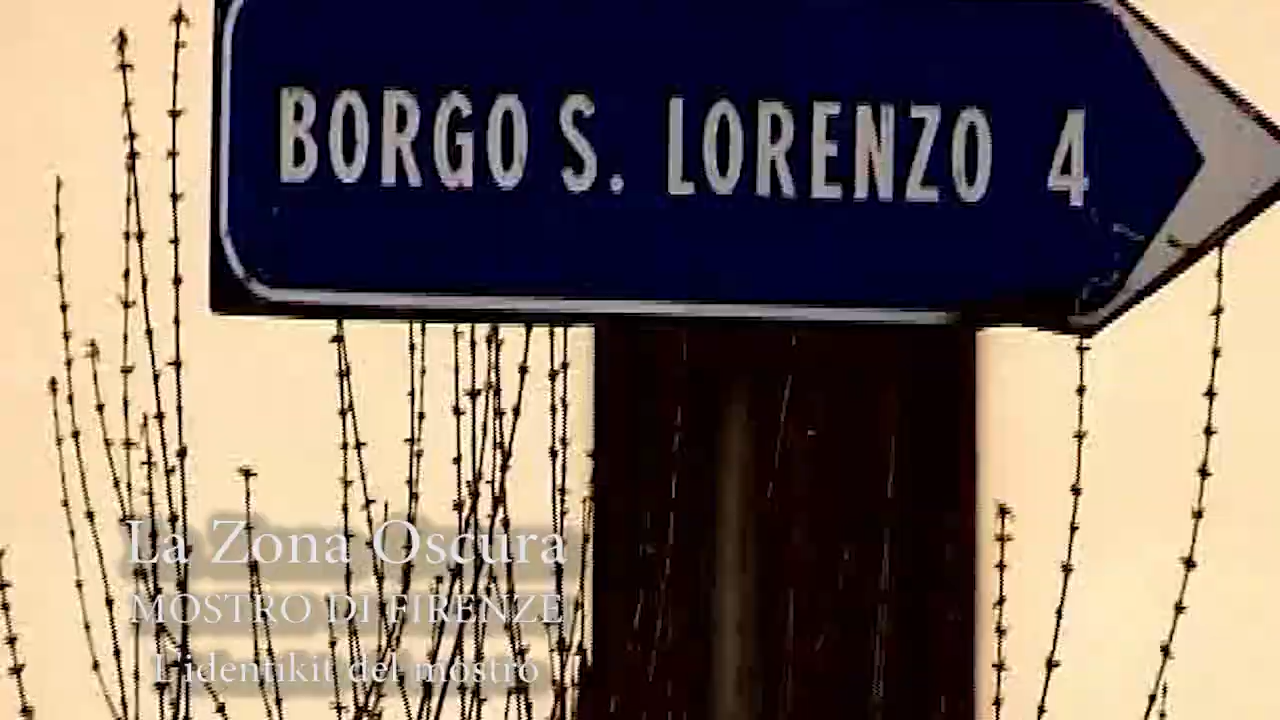 BORGO S. LORENZO 4
La Zona Oscura
MOSTRO DI FIRENZE
L'identikit del mostro